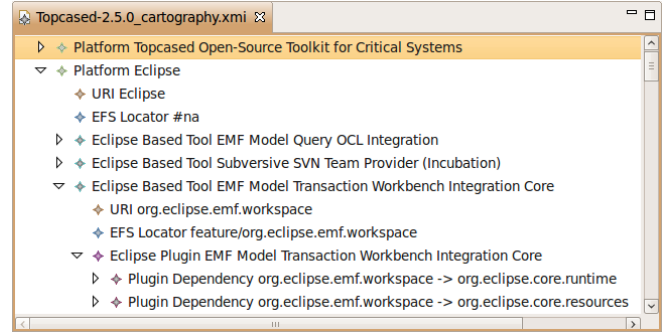 Topcased-2.5.0_cartography.xmi
Platform Topcased Open-Source Toolkit for Critical Systems
Platform Eclipse
URI Eclipse
EFS Locator #na
Eclipse Based Tool EMF Model Query OCL Integration
Eclipse Based Tool Subversive SVN Team Provider (Incubation)
Eclipse Based Tool EMF Model Transaction Workbench Integration Core
URI org.eclipse.emf.workspace
EFS Locator feature/org.eclipse.emf.workspace
Eclipse Plugin EMF Model Transaction Workbench Integration Core
Plugin Dependency org.eclipse.emf.workspace -> org.eclipse.core.runtime
Plugin Dependency org.eclipse.emf.workspace -> org.eclipse.core.resources